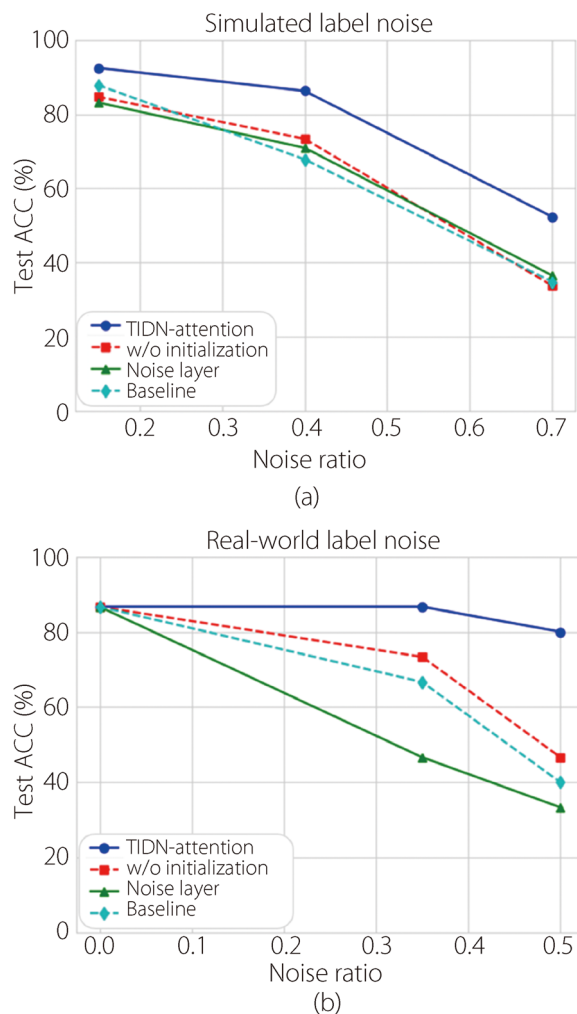 Simulated label noise
100
80
60
40
20
0
Test ACC (%)
TIDN-attention
w/o initialization
Noise layer
Baseline
0.2 0.3 0.4 0.5 0.6 0.7
Noise ratio
(a)
Real-world label noise
100
80
60
40
20
0
Test ACC (%)
TIDN-attention
w/o initialization
Noise layer
Baseline
0.0 0.1 0.2 0.3 0.4 0.5
Noise ratio
(b)